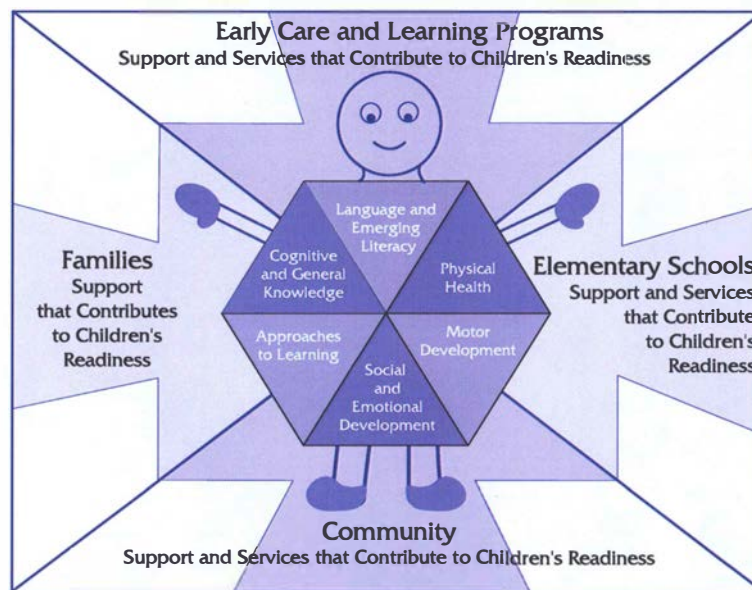 Early Care and Learning Programs
Support and Services that Contribute to Children's Readiness
Language and
Emerging
Literacy
Cognitive
and General
Knowledge
Physical
Health
Families
Support
that Contributes
to Children's
Readiness
Elementary Schools
Support and Services
that Contribute
to Children's
Readiness
Approaches
to Learning
Motor
Development
Social
and
Emotional
Development
Community
Support and Services that Contribute to Children's Readiness